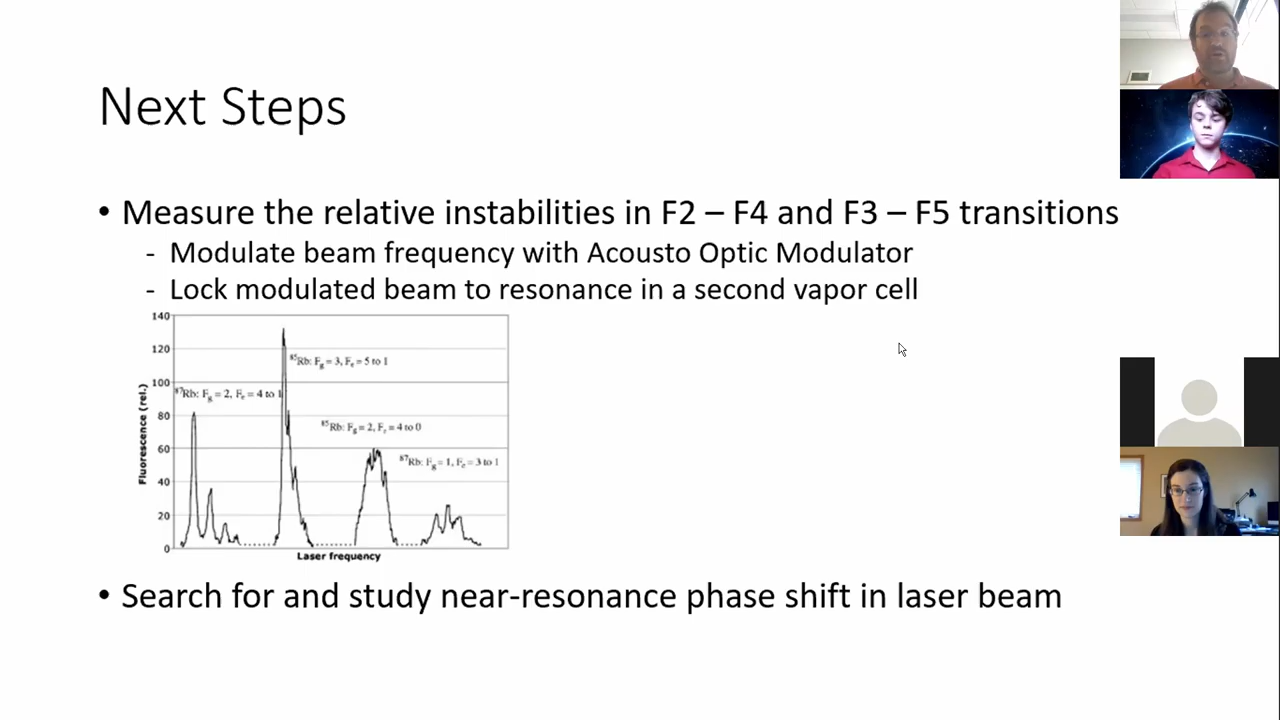 Next Steps
• Measure the relative instabilities in F2 – F4 and F3 – F5 transitions
- Modulate beam frequency with Acousto Optic Modulator
- Lock modulated beam to resonance in a second vapor cell
140
120
100
80
60
40
20
0
Fluorescence (rel.)
⁸⁵Rb: Fg = 3, Fe = 5 to 1
⁸⁷Rb: Fg = 2, Fe = 4 to 1
⁸⁵Rb: Fg = 2, Fe = 4 to 0
⁸⁷Rb: Fg = 1, Fe = 3 to 1
Laser frequency
• Search for and study near-resonance phase shift in laser beam